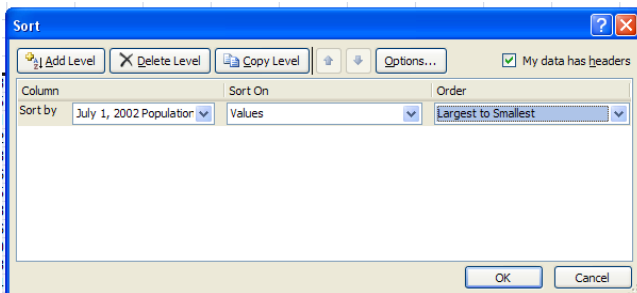 Sort
Add Level Delete Level Copy Level Options... My data has headers
Column Sort On Order
Sort by July 1, 2002 Population Values Largest to Smallest
OK Cancel